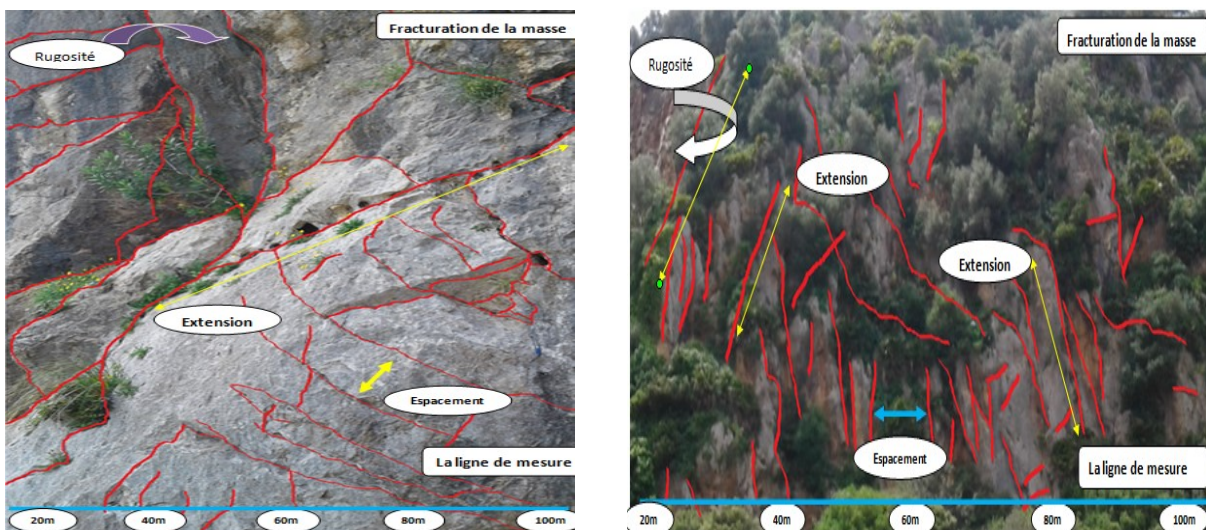 Rugosité
Fracturation de la masse
Extension
Espacement
La ligne de mesure
20m
40m
60m
80m
100m
Rugosité
Fracturation de la masse
Extension
Extension
Espacement
La ligne de mesure
20m
40m
60m
80m
100m